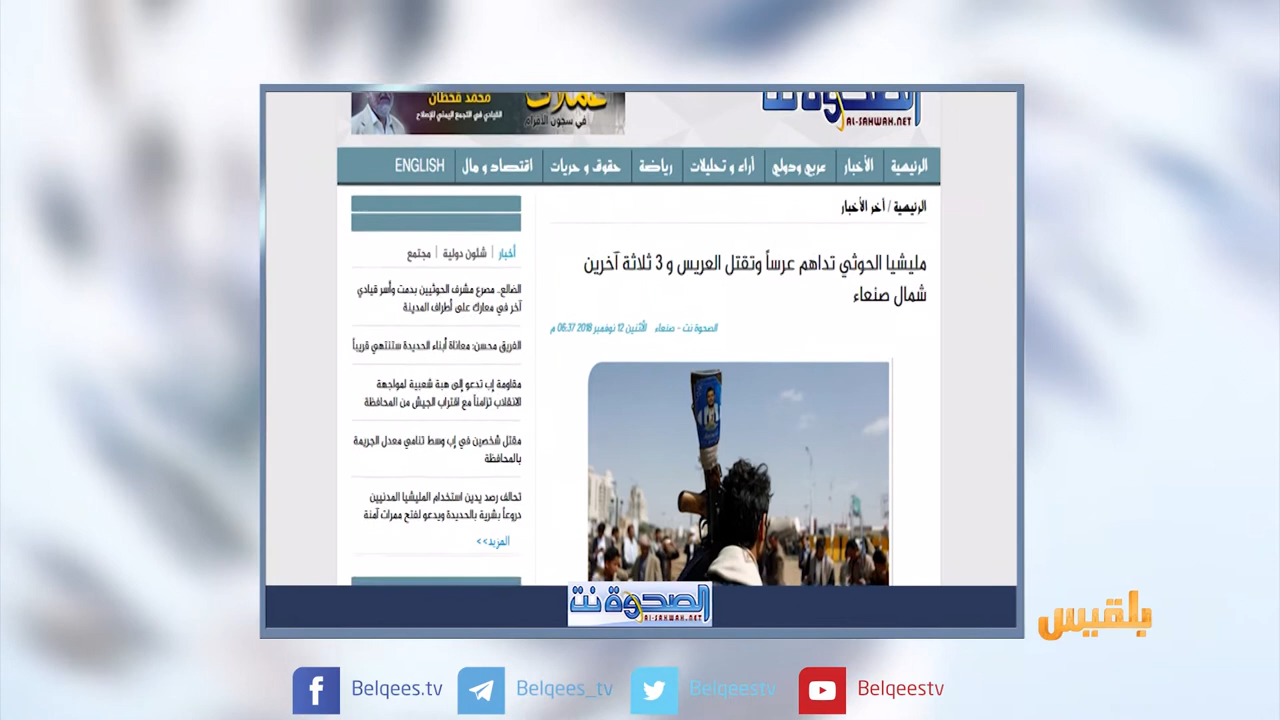 محمد قحطان
القيادي في التجمع اليمني للإصلاح
عملاق
في سجون الأقزام
الصحوة نت
AL-SAHWAH.NET
الرئيسية
الأخبار
عربي ودولي
أراء و تحليلات
رياضة
حقوق و حريات
اقتصاد و مال
ENGLISH
الرئيسية / آخر الأخبار
مليشيا الحوثي تداهم عرساً وتقتل العريس و 3 ثلاثة آخرين
شمال صنعاء
الصحوة نت - صنعاء الأثنين 12 نوفمبر 2018 06:37 م
أخبار | شئون دولية | مجتمع
الضالع.. مصرع مشرف الحوثيين بدمت وأسر قيادي
آخر في معارك على أطراف المدينة
الفريق محسن: معاناة أبناء الحديدة ستنتهي قريباً
مقاومة إب تدعو إلى هبة شعبية لمواجهة
الانقلاب تزامناً مع اقتراب الجيش من المحافظة
مقتل شخصين في إب وسط تنامي معدل الجريمة
بالمحافظة
تحالف رصد يدين استخدام المليشيا المدنيين
دروعاً بشرية بالحديدة ويدعو لفتح ممرات آمنة
المزيد>>
الصحوة نت
AL-SAHWAH.NET
بلقيس
Belqees.tv
Belqees_tv
Belqeestv
Belqeestv